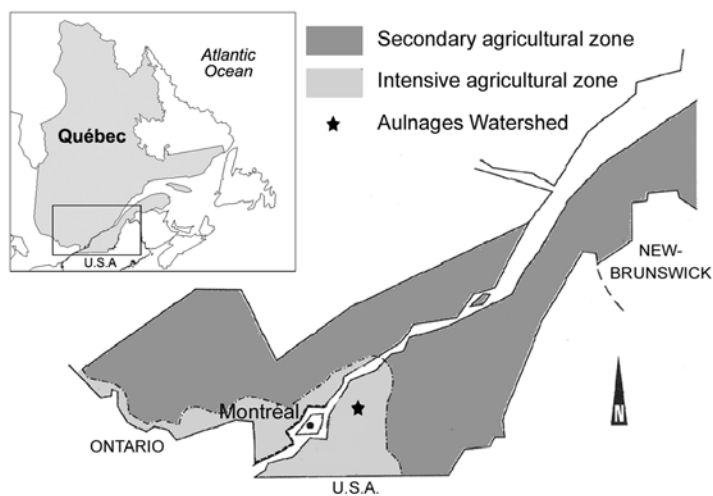 Atlantic
Ocean
Québec
U.S.A
Secondary agricultural zone
Intensive agricultural zone
Aulnages Watershed
NEW-
BRUNSWICK
Montréal
ONTARIO
N
U.S.A.